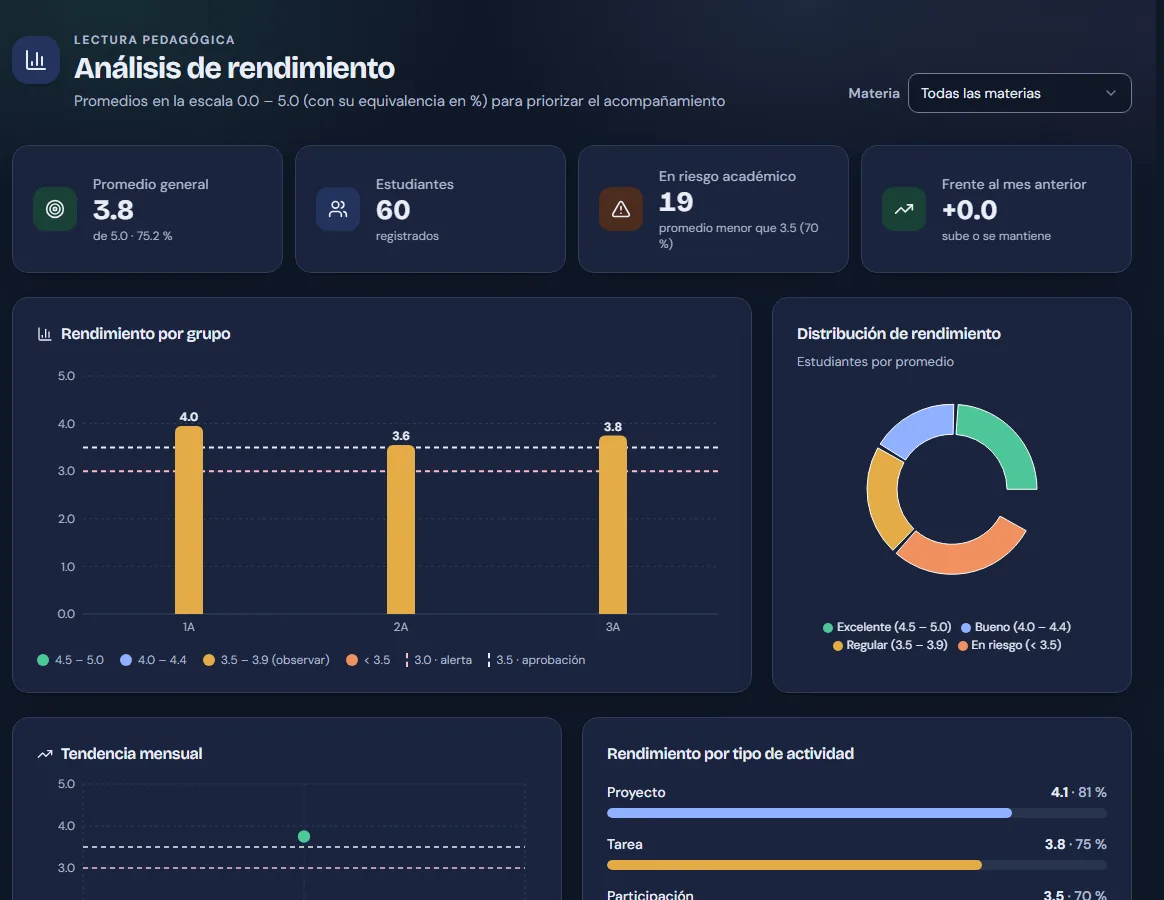 LECTURA PEDAGÓGICA
Análisis de rendimiento
Promedios en la escala 0.0 – 5.0 (con su equivalencia en %) para priorizar el acompañamiento
Materia
Todas las materias
Promedio general
3.8
de 5.0 · 75.2 %
Estudiantes
60
registrados
En riesgo académico
19
promedio menor que 3.5 (70
%)
Frente al mes anterior
+0.0
sube o se mantiene
Rendimiento por grupo
5.0
4.0
3.0
2.0
1.0
0.0
4.0
3.6
3.8
1A
2A
3A
4.5 – 5.0
4.0 – 4.4
3.5 – 3.9 (observar)
< 3.5
3.0 · alerta
3.5 · aprobación
Distribución de rendimiento
Estudiantes por promedio
Excelente (4.5 – 5.0)
Bueno (4.0 – 4.4)
Regular (3.5 – 3.9)
En riesgo (< 3.5)
Tendencia mensual
5.0
4.0
3.0
Rendimiento por tipo de actividad
Proyecto
4.1 · 81 %
Tarea
3.8 · 75 %
Participación
3.5 · 70 %